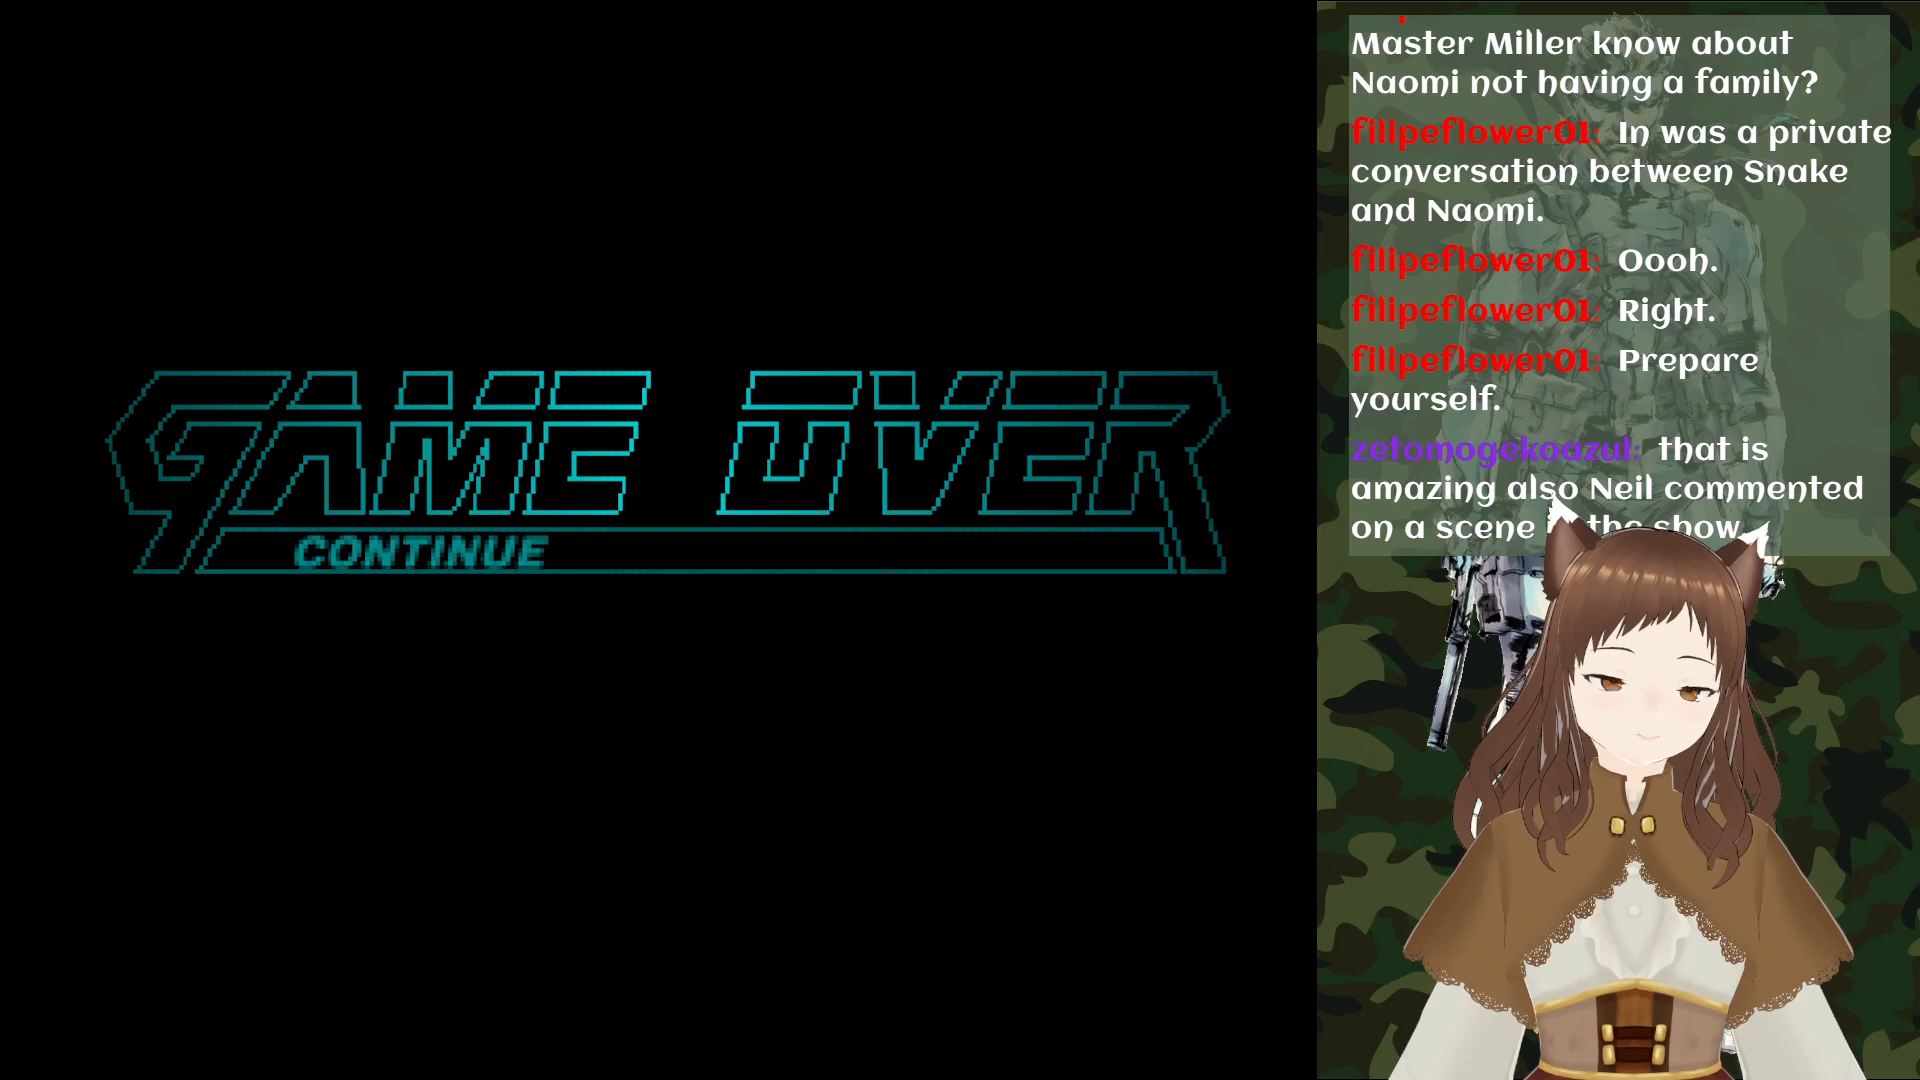 GAME OVER
CONTINUE
Master Miller know about
Naomi not having a family?
filipeflower01: In was a private
conversation between Snake
and Naomi.
filipeflower01: Oooh.
filipeflower01: Right.
filipeflower01: Prepare
yourself.
zetomogekoazul: that is
amazing also Neil commented
on a scene the show